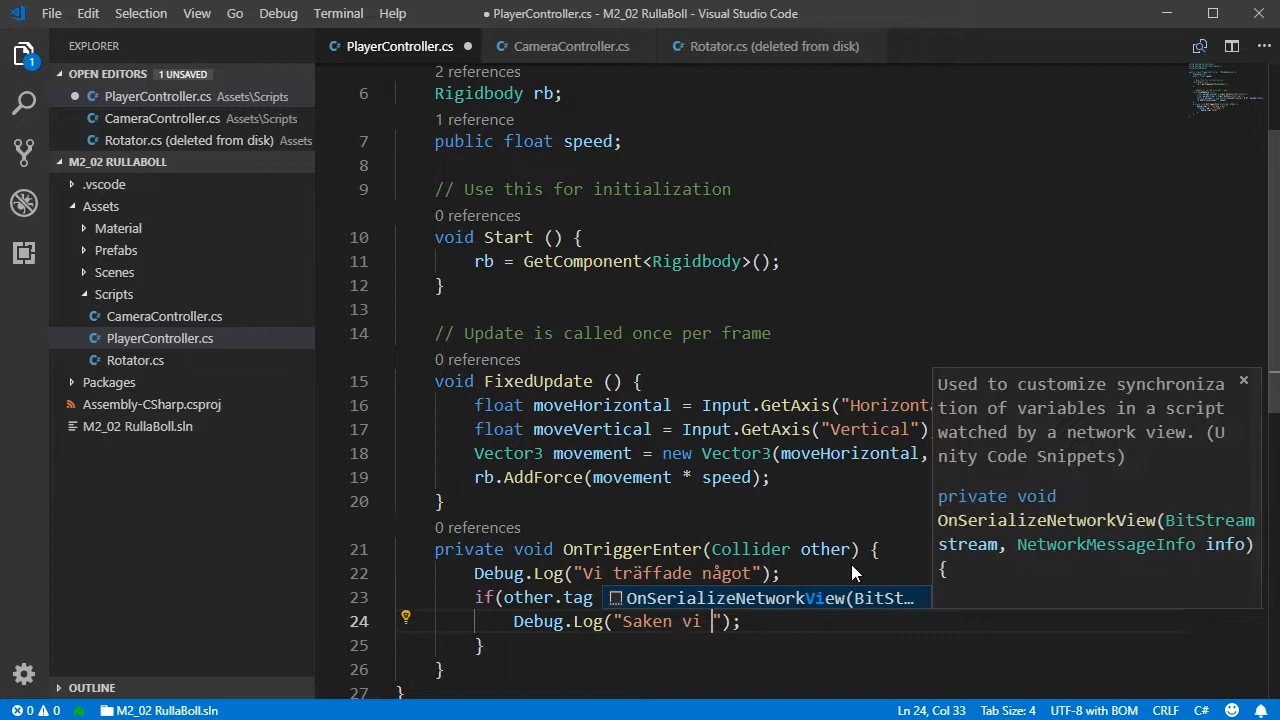 File Edit Selection View Go Debug Terminal Help
● PlayerController.cs - M2_02 RullaBoll - Visual Studio Code
EXPLORER
OPEN EDITORS 1 UNSAVED
PlayerController.cs Assets\Scripts
CameraController.cs Assets\Scripts
Rotator.cs (deleted from disk) Assets
M2_02 RULLABOLL
.vscode
Assets
Material
Prefabs
Scenes
Scripts
CameraController.cs
PlayerController.cs
Rotator.cs
Packages
Assembly-CSharp.csproj
M2_02 RullaBoll.sln
OUTLINE
PlayerController.cs ● CameraController.cs Rotator.cs (deleted from disk)
2 references
6 Rigidbody rb;
1 reference
7 public float speed;
8
9 // Use this for initialization
0 references
10 void Start () {
11 rb = GetComponent<Rigidbody>();
12 }
13
14 // Update is called once per frame
0 references
15 void FixedUpdate () {
16 float moveHorizontal = Input.GetAxis("Horizonta
17 float moveVertical = Input.GetAxis("Vertical")
18 Vector3 movement = new Vector3(moveHorizontal,
19 rb.AddForce(movement * speed);
20 }
0 references
21 private void OnTriggerEnter(Collider other) {
22 Debug.Log("Vi träffade något");
23 if(other.tag
OnSerializeNetworkView(BitSt…
24 Debug.Log("Saken vi ");
25 }
26 }
27 }
Used to customize synchroniza
tion of variables in a script
watched by a network view. (U
nity Code Snippets)
private void
OnSerializeNetworkView(BitStream
stream, NetworkMessageInfo info)
{
0 0 M2_02 RullaBoll.sln Ln 24, Col 33 Tab Size: 4 UTF-8 with BOM CRLF C#
1